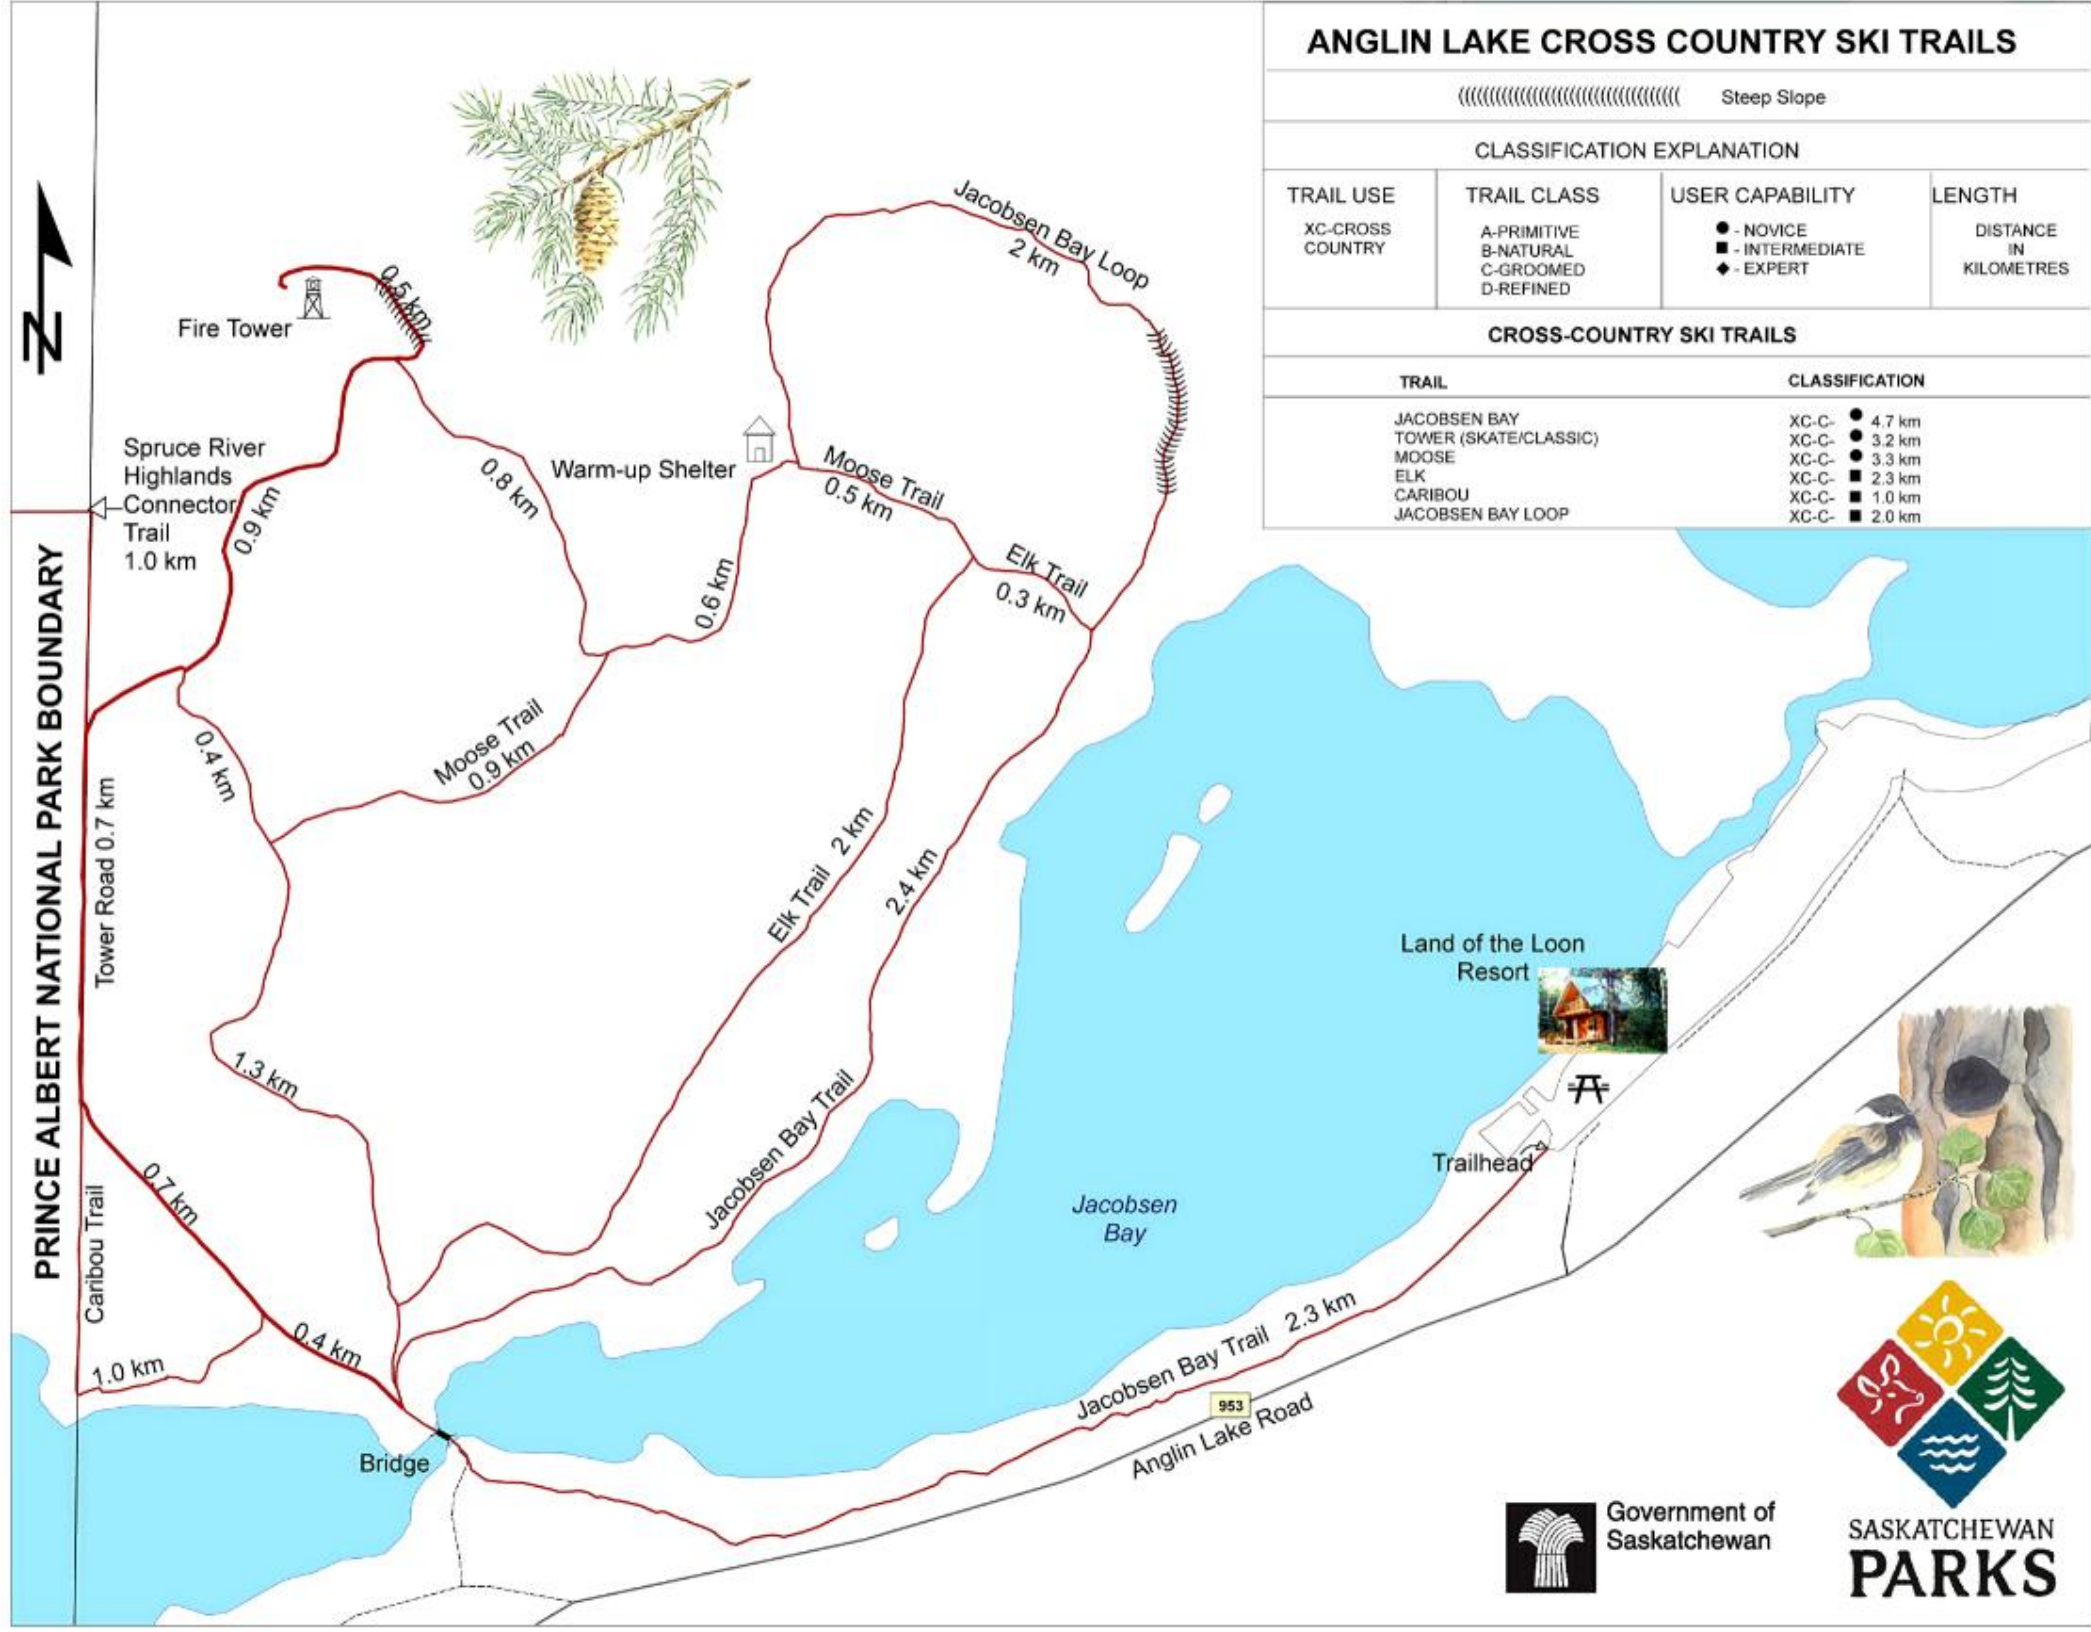 ANGLIN LAKE CROSS COUNTRY SKI TRAILS
Steep Slope
CLASSIFICATION EXPLANATION
TRAIL USE
XC-CROSS
COUNTRY
TRAIL CLASS
A-PRIMITIVE
B-NATURAL
C-GROOMED
D-REFINED
USER CAPABILITY
● - NOVICE
■ - INTERMEDIATE
◆ - EXPERT
LENGTH
DISTANCE
IN
KILOMETRES
CROSS-COUNTRY SKI TRAILS
TRAIL CLASSIFICATION
JACOBSEN BAY XC-C- ● 4.7 km
TOWER (SKATE/CLASSIC) XC-C- ● 3.2 km
MOOSE XC-C- ● 3.3 km
ELK XC-C- ■ 2.3 km
CARIBOU XC-C- ■ 1.0 km
JACOBSEN BAY LOOP XC-C- ■ 2.0 km
N
Jacobsen Bay Loop
2 km
0.5 km
Fire Tower
Spruce River
Highlands
Connector
Trail
1.0 km
0.9 km
0.8 km
Warm-up Shelter
Moose Trail
0.5 km
Elk Trail
0.3 km
0.6 km
PRINCE ALBERT NATIONAL PARK BOUNDARY
0.4 km
Moose Trail
0.9 km
Tower Road 0.7 km
Elk Trail 2 km
2.4 km
Land of the Loon
Resort
1.3 km
Jacobsen Bay Trail
Trailhead
0.7 km
Caribou Trail
Jacobsen
Bay
0.4 km
1.0 km
Jacobsen Bay Trail 2.3 km
953
Anglin Lake Road
Bridge
Government of
Saskatchewan
SASKATCHEWAN
PARKS